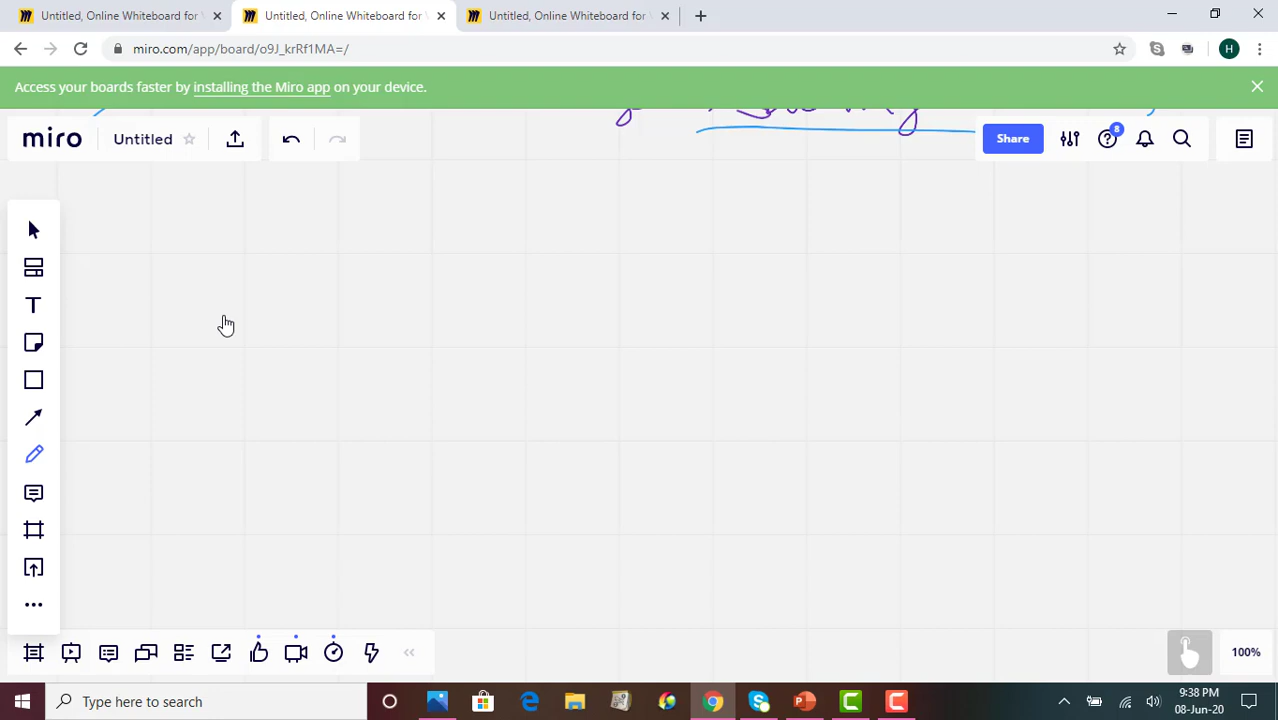 Untitled, Online Whiteboard for
Untitled, Online Whiteboard for
Untitled, Online Whiteboard for
miro.com/app/board/o9J_krRf1MA=/
H
Access your boards faster by installing the Miro app on your device.
miro
Untitled
Share
8
T
100%
Type here to search
9:38 PM
08-Jun-20